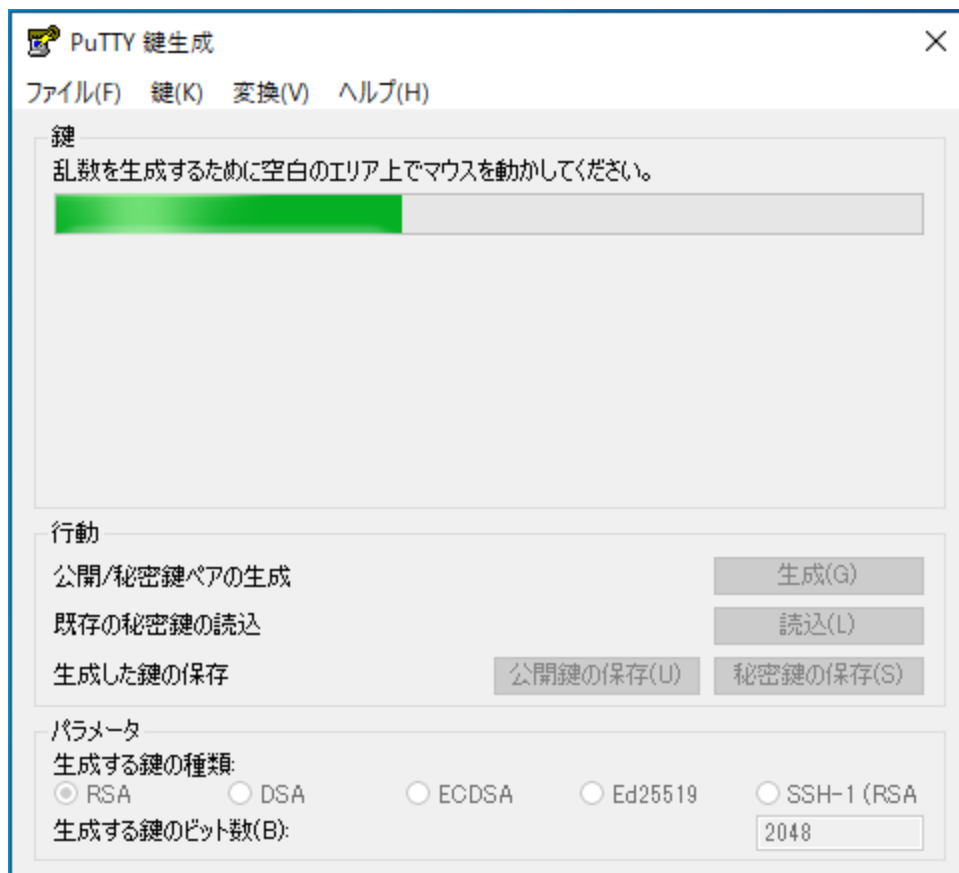 PuTTY 鍵生成
ファイル(F) 鍵(K) 変換(V) ヘルプ(H)
鍵
乱数を生成するために空白のエリア上でマウスを動かしてください。
行動
公開/秘密鍵ペアの生成 生成(G)
既存の秘密鍵の読込 読込(L)
生成した鍵の保存 公開鍵の保存(U) 秘密鍵の保存(S)
パラメータ
生成する鍵の種類:
RSA DSA ECDSA Ed25519 SSH-1 (RSA
生成する鍵のビット数(B): 2048